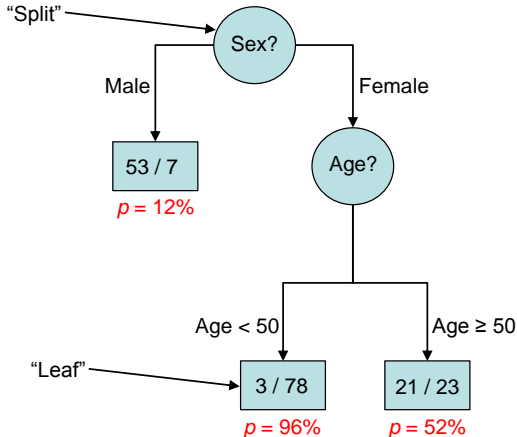 “Split”
Sex?
Male
Female
53 / 7
p = 12%
Age?
Age < 50
Age ≥ 50
“Leaf”
3 / 78
21 / 23
p = 96%
p = 52%